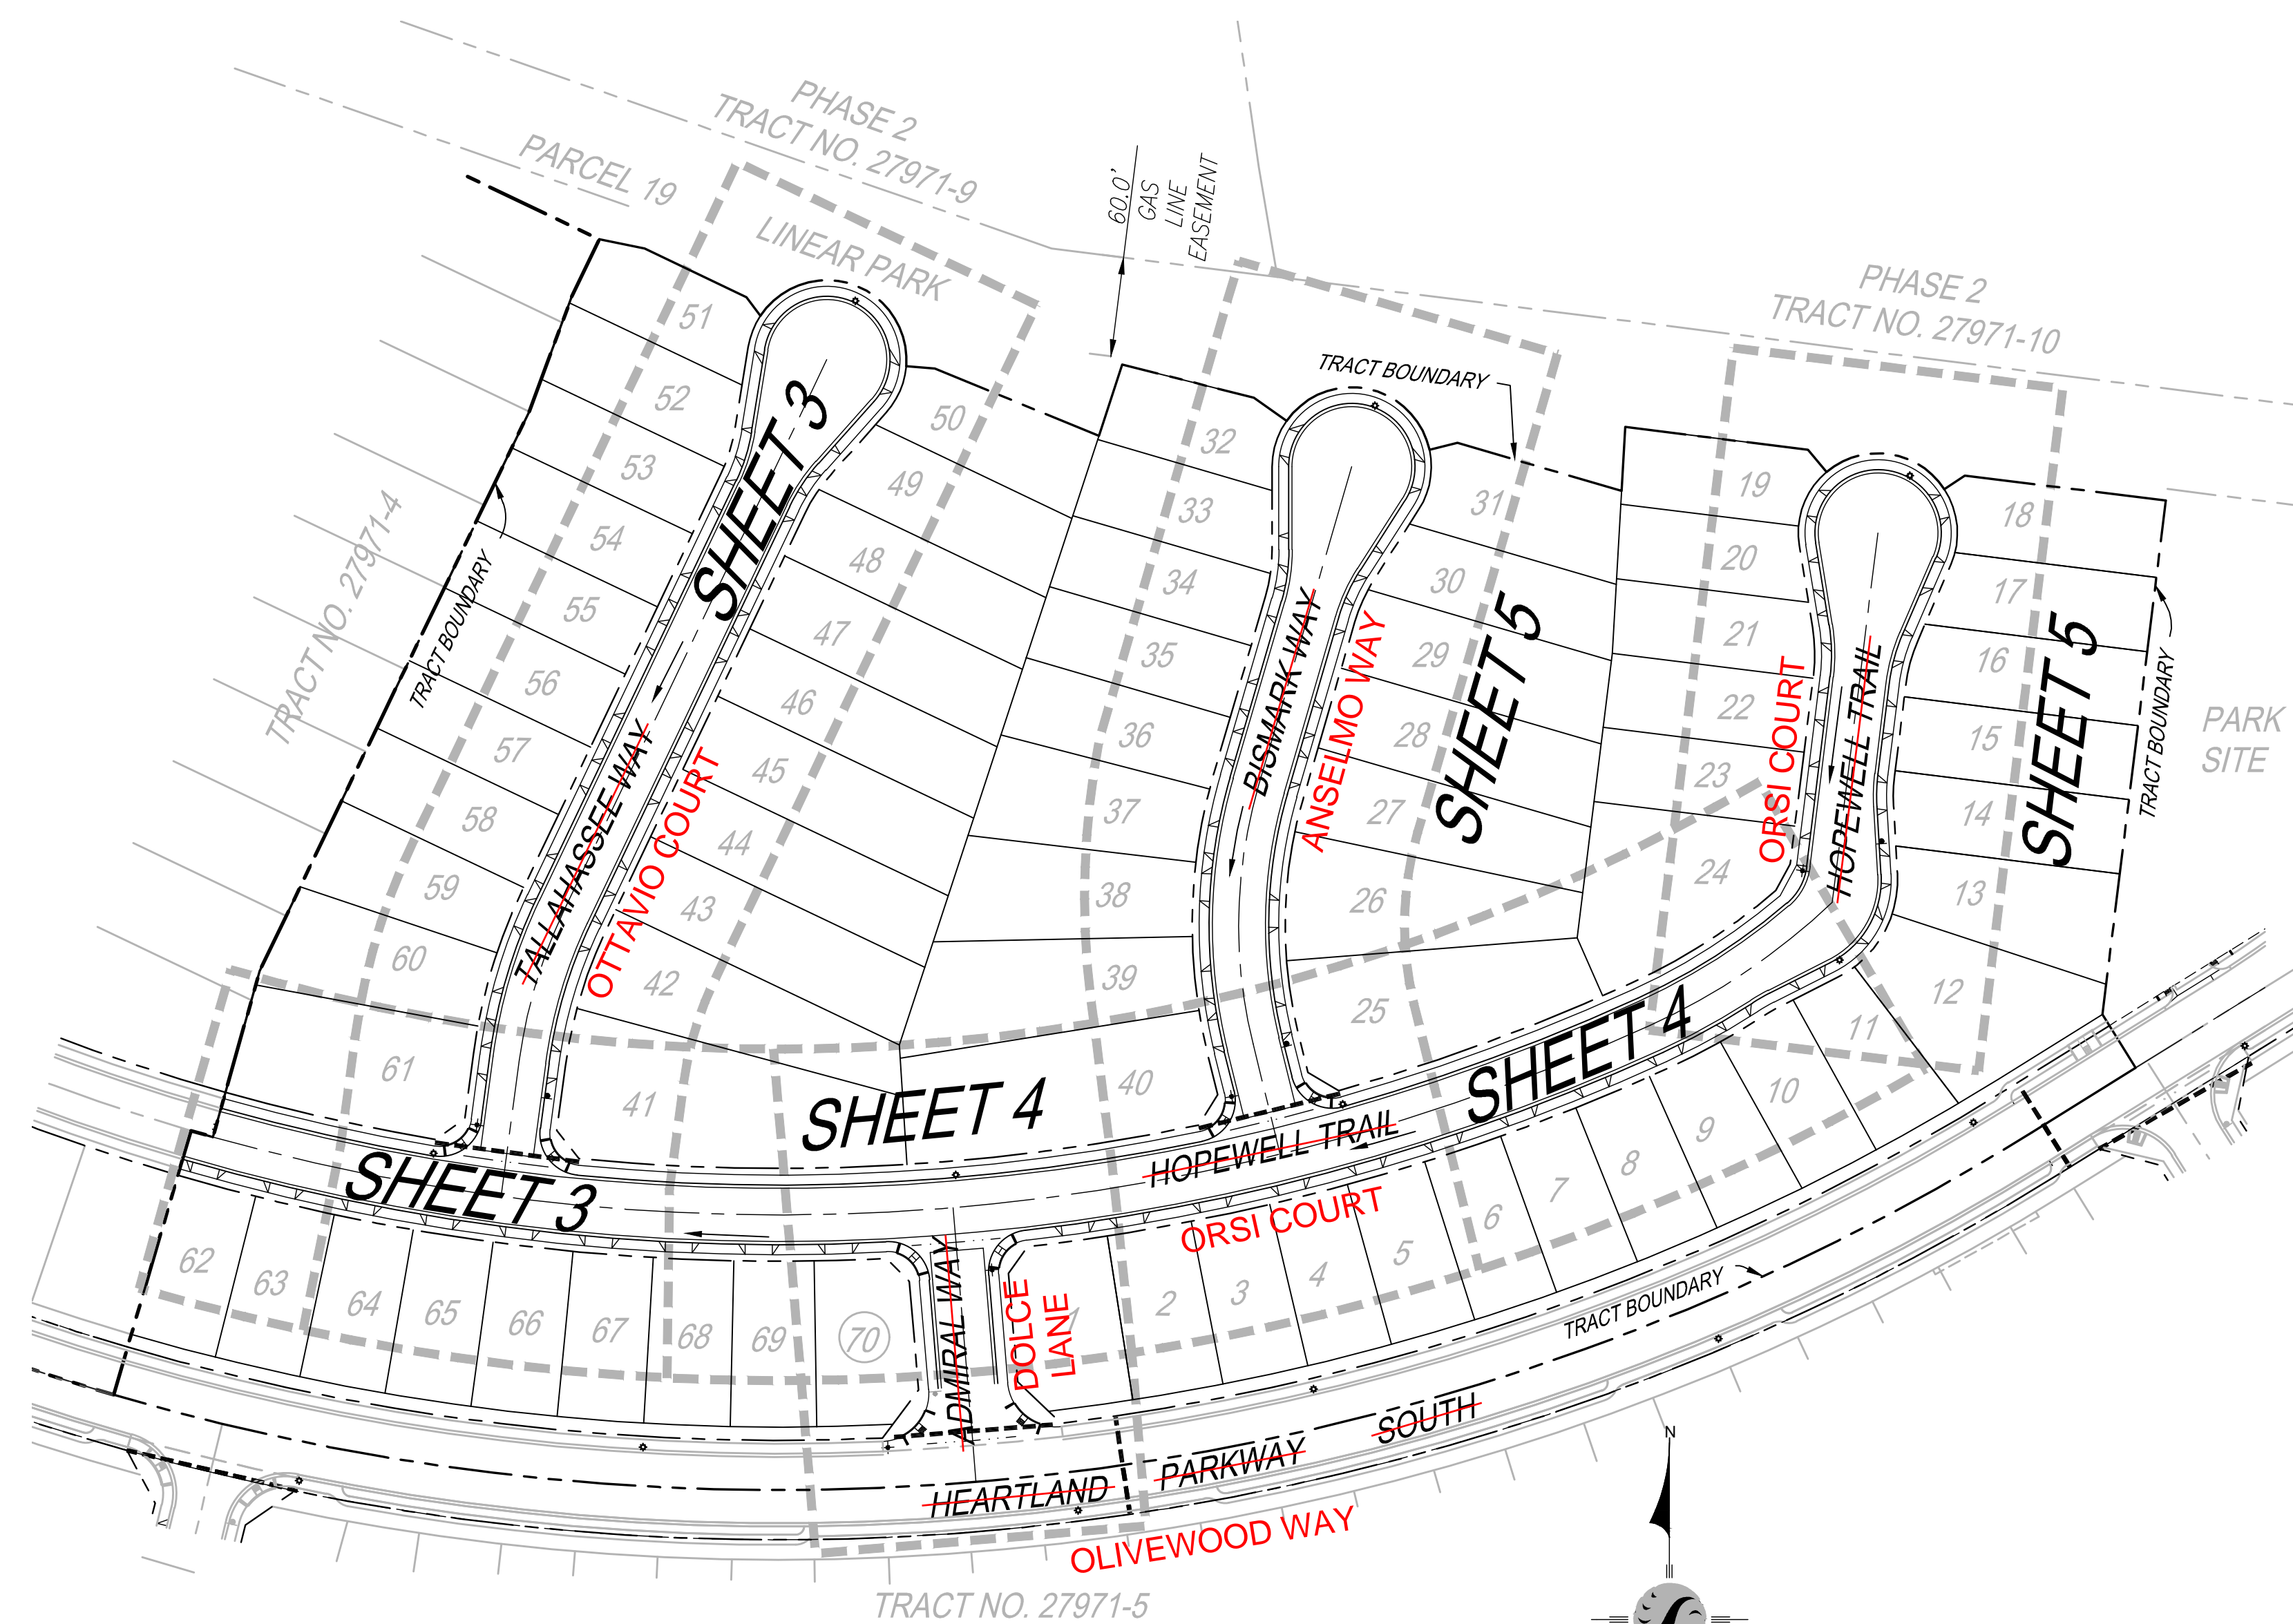 PHASE 2
TRACT NO. 27971-9
PARCEL 19
LINEAR PARK
60.0'
GAS
LINE
EASEMENT
PHASE 2
TRACT NO. 27971-10
TRACT BOUNDARY
51
52
53
54
55
56
57
58
59
60
61
50
49
48
47
46
45
44
43
42
41
32
33
34
35
36
37
38
39
40
31
30
29
28
27
26
25
19
20
21
22
23
24
18
17
16
15
14
13
12
11
10
9
8
7
6
5
4
3
2
1
62
63
64
65
66
67
68
69
70
SHEET 3
SHEET 5
SHEET 5
SHEET 4
SHEET 4
SHEET 3
TRACT NO. 27971-4
TRACT BOUNDARY
TALLAHASSEE WAY
OTTAVIO COURT
BISMARK WAY
ANSELMO WAY
ORSI COURT
HOPEWELL TRAIL
TRACT BOUNDARY
PARK
SITE
HOPEWELL TRAIL
ORSI COURT
ADMIRAL WAY
DOLCE
LANE
TRACT BOUNDARY
HEARTLAND PARKWAY SOUTH
OLIVEWOOD WAY
TRACT NO. 27971-5
N